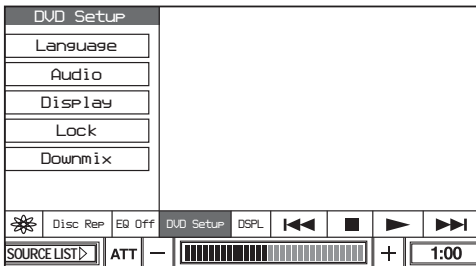 DVD Setup
Language
Audio
Display
Lock
Downmix
Disc Rep EQ Off DVD Setup DSPL
SOURCE LIST ATT − + 1:00